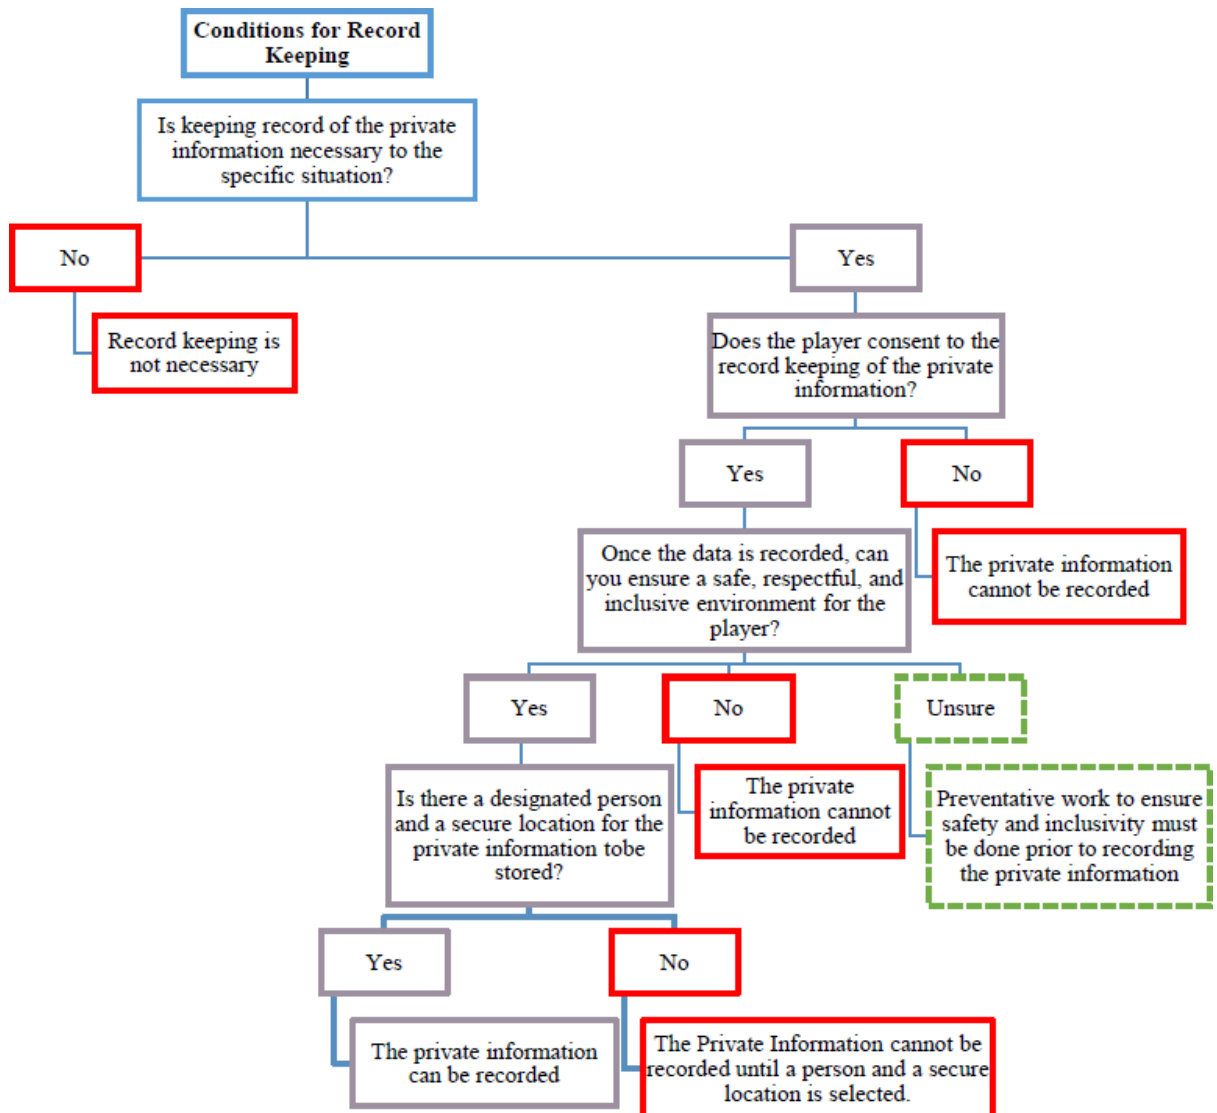 Conditions for Record
Keeping
Is keeping record of the private
information necessary to the
specific situation?
No
Yes
Record keeping is
not necessary
Does the player consent to the
record keeping of the private
information?
Yes
No
Once the data is recorded, can
you ensure a safe, respectful, and
inclusive environment for the
player?
The private information
cannot be recorded
Yes
No
Unsure
Is there a designated person
and a secure location for the
private information tobe
stored?
The private
information cannot
be recorded
Preventative work to ensure
safety and inclusivity must
be done prior to recording
the private information
Yes
No
The private information
can be recorded
The Private Information cannot be
recorded until a person and a secure
location is selected.